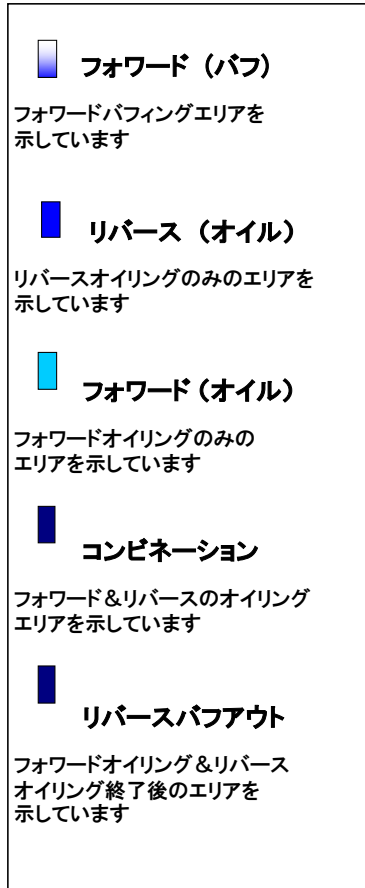 フォワード（バフ）
フォワードバフィングエリアを
示しています
リバース（オイル）
リバースオイリングのみのエリアを
示しています
フォワード（オイル）
フォワードオイリングのみの
エリアを示しています
コンビネーション
フォワード＆リバースのオイリング
エリアを示しています
リバースバフアウト
フォワードオイリング＆リバース
オイリング終了後のエリアを
示しています